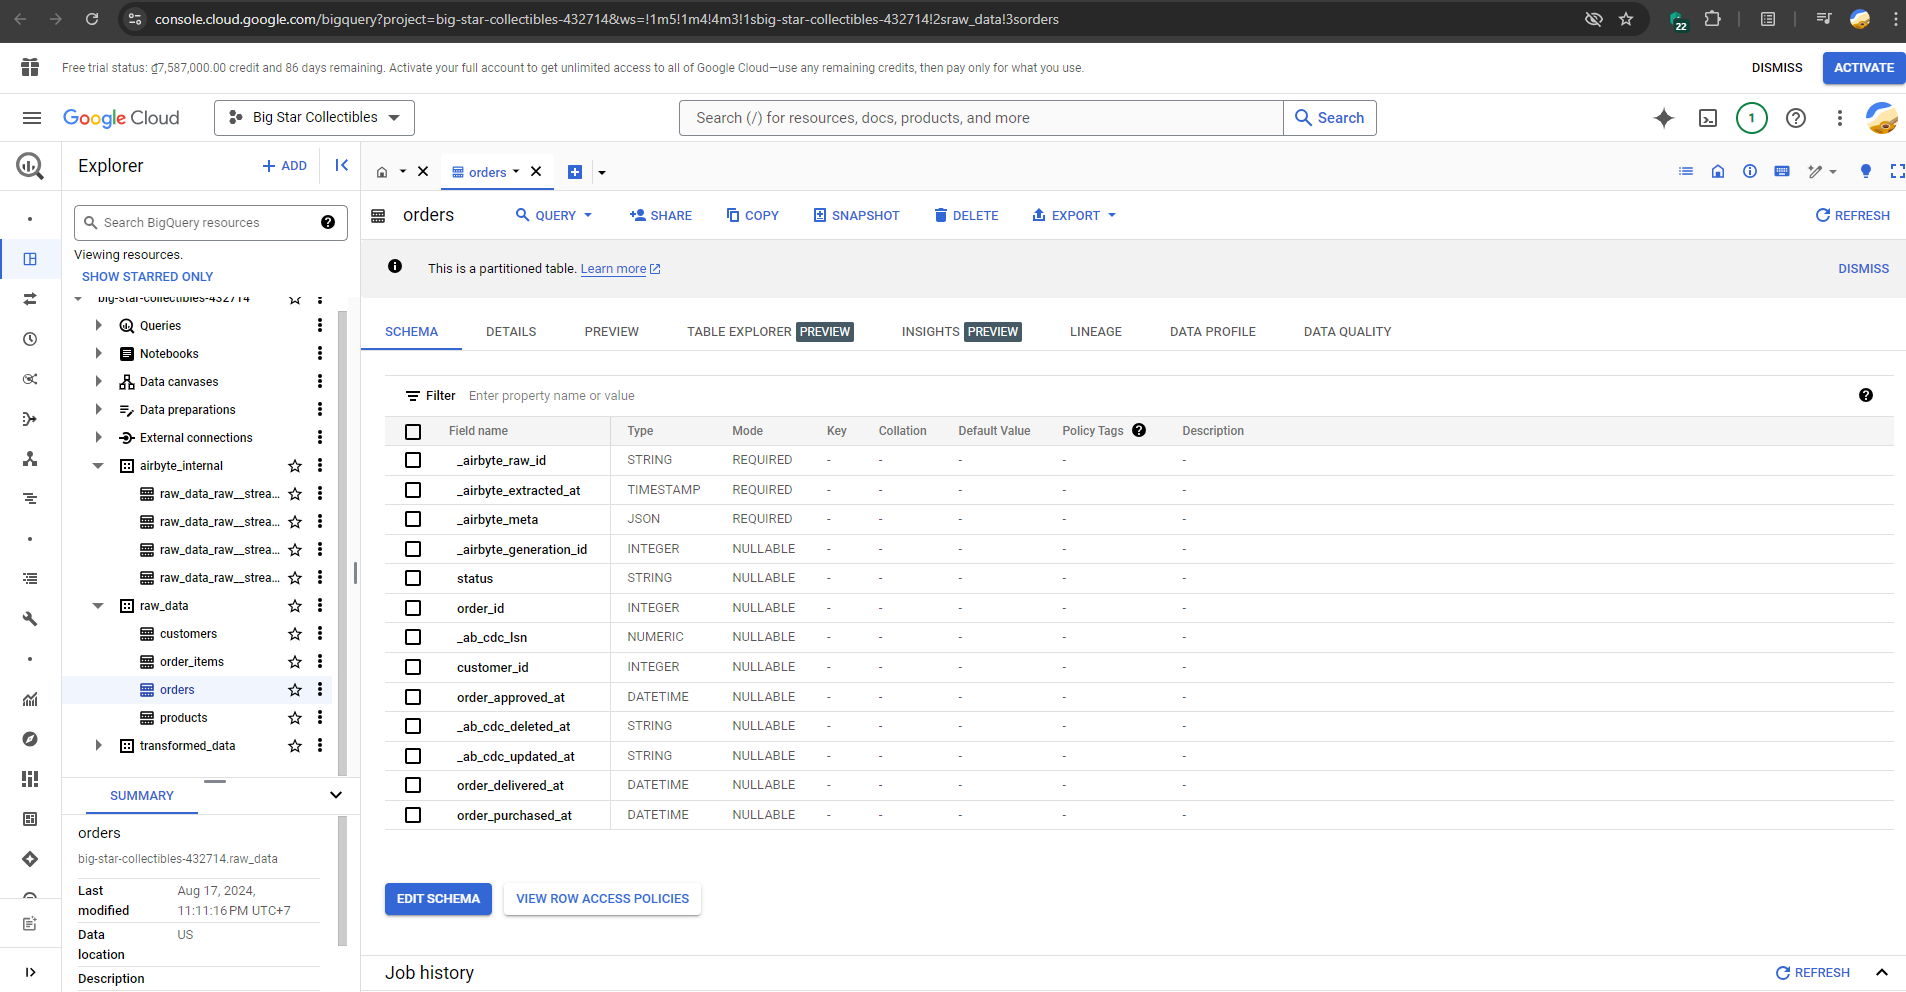 console.cloud.google.com/bigquery?project=big-star-collectibles-432714&ws=!1m5!1m4!4m3!1sbig-star-collectibles-432714!2sraw_data!3sorders
22
Free trial status: ₫7,587,000.00 credit and 86 days remaining. Activate your full account to get unlimited access to all of Google Cloud—use any remaining credits, then pay only for what you use.
DISMISS
ACTIVATE
Google Cloud
Big Star Collectibles
Search (/) for resources, docs, products, and more
Search
1
Explorer
ADD
orders
Search BigQuery resources
Viewing resources.
SHOW STARRED ONLY
big-star-collectibles-432714
Queries
Notebooks
Data canvases
Data preparations
External connections
airbyte_internal
raw_data_raw__strea...
raw_data_raw__strea...
raw_data_raw__strea...
raw_data_raw__strea...
raw_data
customers
order_items
orders
products
transformed_data
SUMMARY
orders
big-star-collectibles-432714.raw_data
Last modified Aug 17, 2024, 11:11:16 PM UTC+7
Data location US
Description
orders
QUERY
SHARE
COPY
SNAPSHOT
DELETE
EXPORT
REFRESH
This is a partitioned table. Learn more
DISMISS
SCHEMA DETAILS PREVIEW TABLE EXPLORER PREVIEW INSIGHTS PREVIEW LINEAGE DATA PROFILE DATA QUALITY
Filter Enter property name or value
Field name Type Mode Key Collation Default Value Policy Tags Description
_airbyte_raw_id STRING REQUIRED - - - - -
_airbyte_extracted_at TIMESTAMP REQUIRED - - - - -
_airbyte_meta JSON REQUIRED - - - - -
_airbyte_generation_id INTEGER NULLABLE - - - - -
status STRING NULLABLE - - - - -
order_id INTEGER NULLABLE - - - - -
_ab_cdc_lsn NUMERIC NULLABLE - - - - -
customer_id INTEGER NULLABLE - - - - -
order_approved_at DATETIME NULLABLE - - - - -
_ab_cdc_deleted_at STRING NULLABLE - - - - -
_ab_cdc_updated_at STRING NULLABLE - - - - -
order_delivered_at DATETIME NULLABLE - - - - -
order_purchased_at DATETIME NULLABLE - - - - -
EDIT SCHEMA
VIEW ROW ACCESS POLICIES
Job history
REFRESH